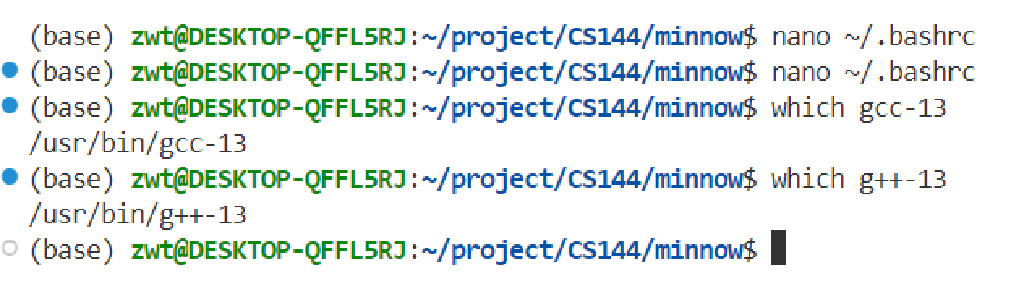 (base) zwt@DESKTOP-QFFL5RJ:~/project/CS144/minnow$ nano ~/.bashrc
(base) zwt@DESKTOP-QFFL5RJ:~/project/CS144/minnow$ nano ~/.bashrc
(base) zwt@DESKTOP-QFFL5RJ:~/project/CS144/minnow$ which gcc-13
/usr/bin/gcc-13
(base) zwt@DESKTOP-QFFL5RJ:~/project/CS144/minnow$ which g++-13
/usr/bin/g++-13
(base) zwt@DESKTOP-QFFL5RJ:~/project/CS144/minnow$